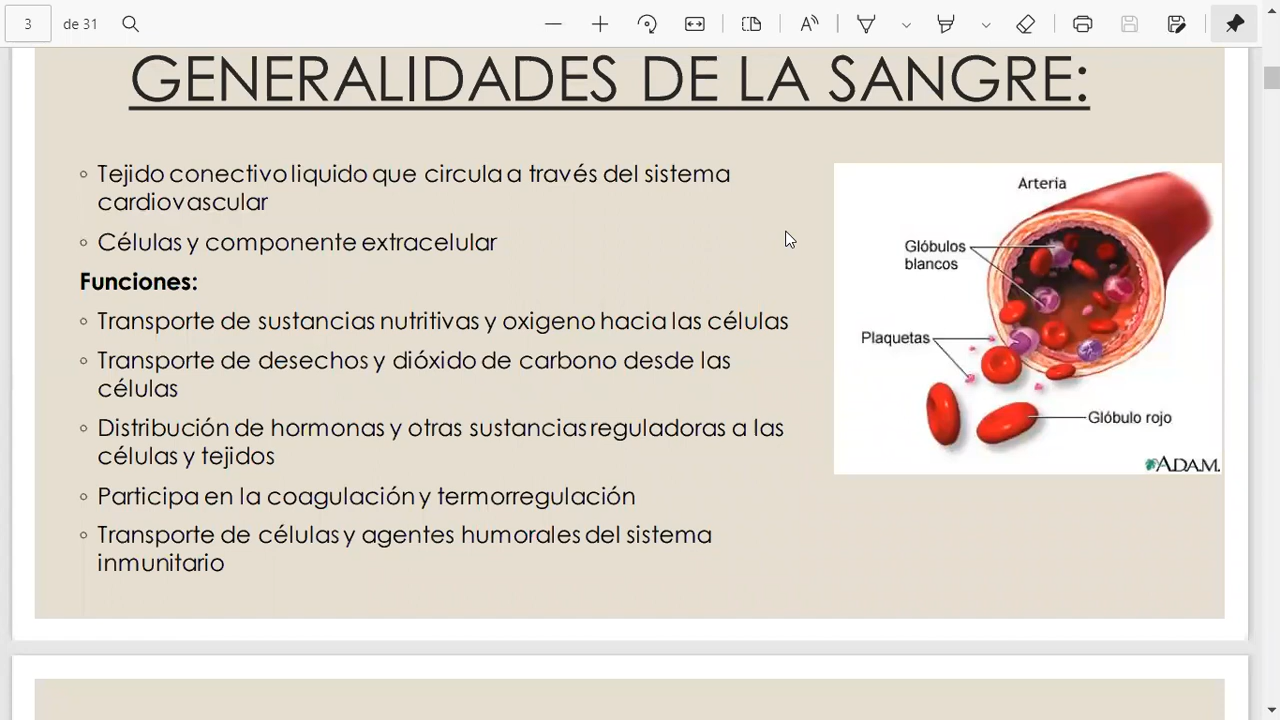 3 de 31
GENERALIDADES DE LA SANGRE:
◦ Tejido conectivo liquido que circula a través del sistema
cardiovascular
◦ Células y componente extracelular
Funciones:
◦ Transporte de sustancias nutritivas y oxigeno hacia las células
◦ Transporte de desechos y dióxido de carbono desde las
células
◦ Distribución de hormonas y otras sustancias reguladoras a las
células y tejidos
◦ Participa en la coagulación y termorregulación
◦ Transporte de células y agentes humorales del sistema
inmunitario
Arteria
Glóbulos
blancos
Plaquetas
Glóbulo rojo
ADAM.